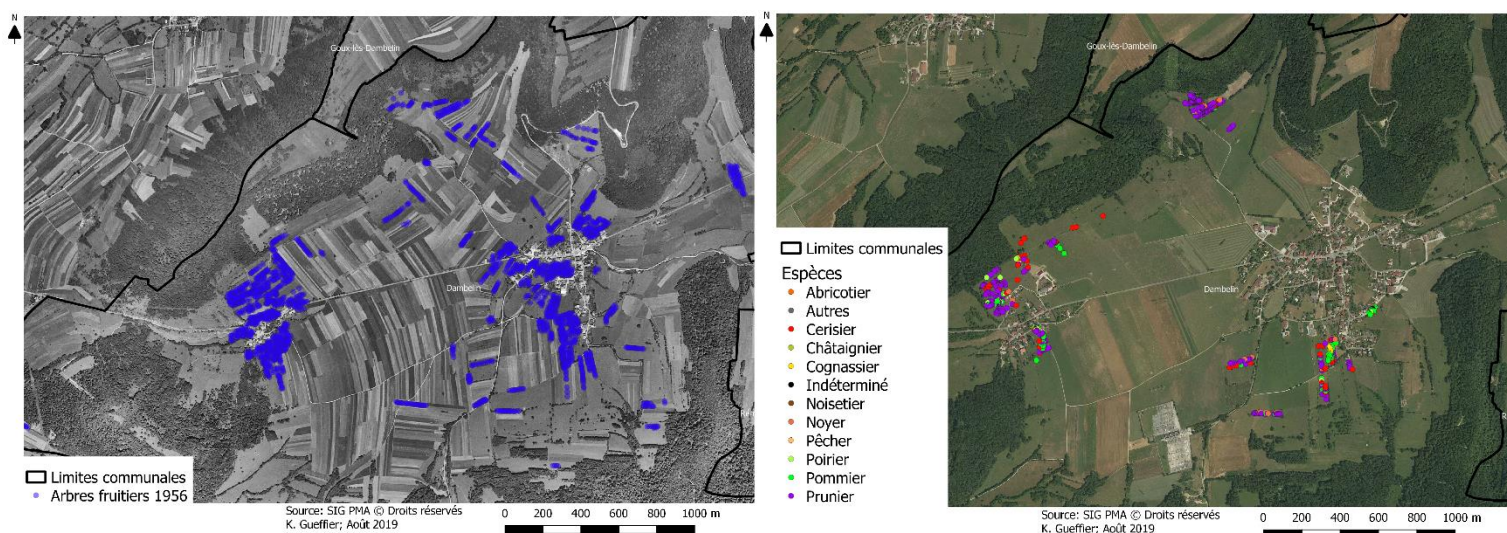 N
Goux-lès-Dambelin
Dambelin
Limites communales
Arbres fruitiers 1956
Source: SIG PMA © Droits réservés
K. Gueffier; Août 2019
0 200 400 600 800 1000 m
N
Goux-lès-Dambelin
Dambelin
Limites communales
Espèces
Abricotier
Autres
Cerisier
Châtaignier
Cognassier
Indéterminé
Noisetier
Noyer
Pêcher
Poirier
Pommier
Prunier
Source: SIG PMA © Droits réservés
K. Gueffier; Août 2019
0 200 400 600 800 1000 m